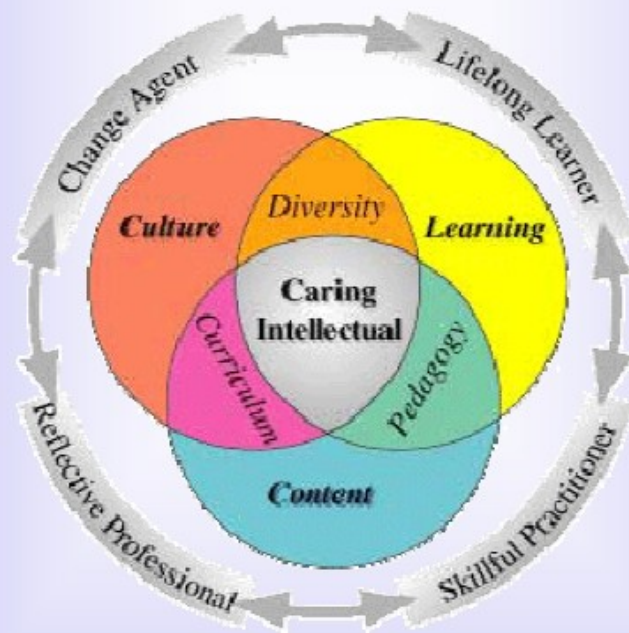 Change Agent
Lifelong Learner
Culture
Diversity
Learning
Caring
Intellectual
Curriculum
Pedagogy
Content
Reflective Professional
Skillful Practitioner